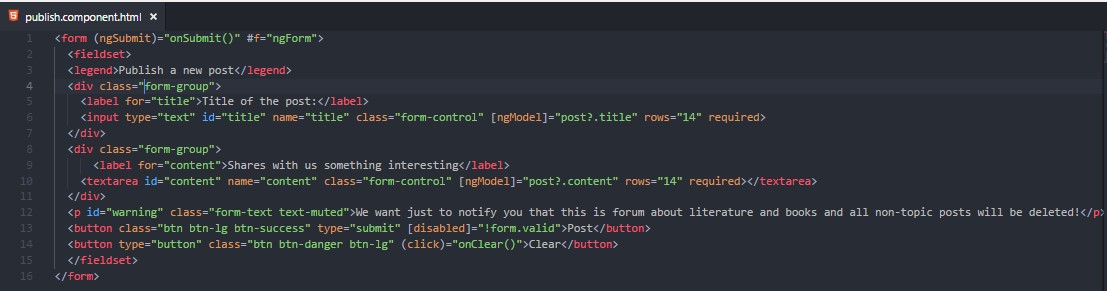 publish.component.html ×
1 <form (ngSubmit)="onSubmit()" #f="ngForm">
2 <fieldset>
3 <legend>Publish a new post</legend>
4 <div class="form-group">
5 <label for="title">Title of the post:</label>
6 <input type="text" id="title" name="title" class="form-control" [ngModel]="post?.title" rows="14" required>
7 </div>
8 <div class="form-group">
9 <label for="content">Shares with us something interesting</label>
10 <textarea id="content" name="content" class="form-control" [ngModel]="post?.content" rows="14" required></textarea>
11 </div>
12 <p id="warning" class="form-text text-muted">We want just to notify you that this is forum about literature and books and all non-topic posts will be deleted!</p>
13 <button class="btn btn-lg btn-success" type="submit" [disabled]="!form.valid">Post</button>
14 <button type="button" class="btn btn-danger btn-lg" (click)="onClear()">Clear</button>
15 </fieldset>
16 </form>